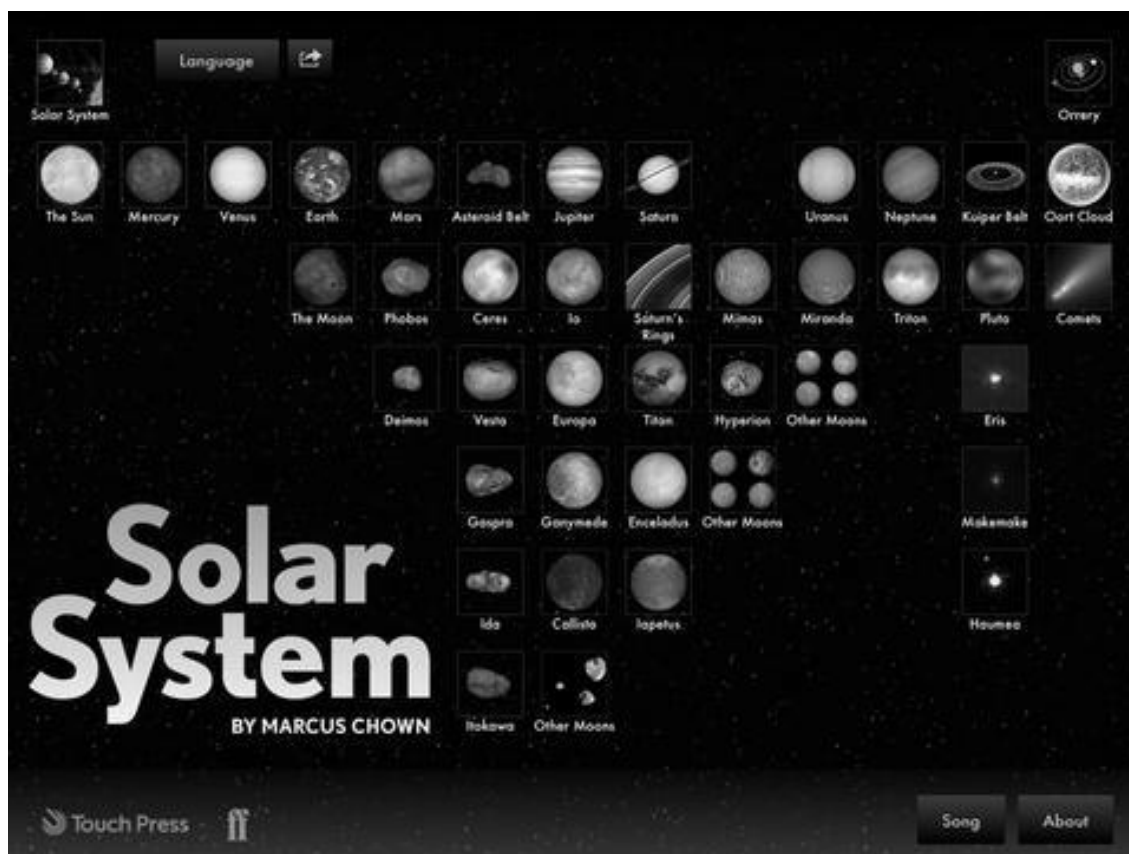 Language
Solar System
Orrery
The Sun Mercury Venus Earth Mars Asteroid Belt Jupiter Saturn Uranus Neptune Kuiper Belt Oort Cloud
The Moon Phobos Ceres Io Saturn's Mimas Miranda Triton Pluto Comets
Rings
Deimos Vesta Europa Titan Hyperion Other Moons Eris
Gaspra Ganymede Enceladus Other Moons Makemake
Ida Callisto Iapetus Haumea
Itokawa Other Moons
Solar
System
BY MARCUS CHOWN
Touch Press ff
Song About